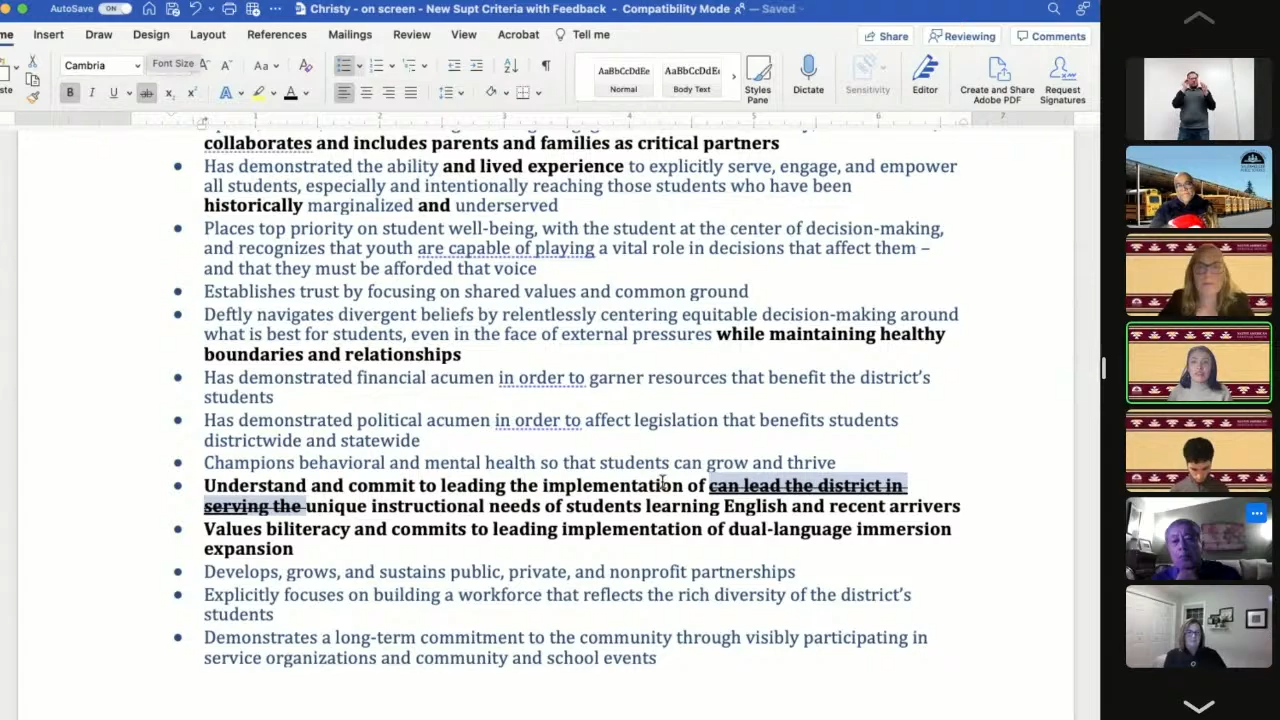 AutoSave ON Christy - on screen - New Supt Criteria with Feedback - Compatibility Mode — Saved
me Insert Draw Design Layout References Mailings Review View Acrobat Tell me Share Reviewing Comments
Cambria Font Size A Aa A AaBbCcDdEe AaBbCcDdEe
ste B I U ab x₂ x² A A Normal Body Text Styles Pane Dictate Sensitivity Editor Create and Share Adobe PDF Request Signatures
1 2 3 4 5 6 7
collaborates and includes parents and families as critical partners
• Has demonstrated the ability and lived experience to explicitly serve, engage, and empower
all students, especially and intentionally reaching those students who have been
historically marginalized and underserved
• Places top priority on student well-being, with the student at the center of decision-making,
and recognizes that youth are capable of playing a vital role in decisions that affect them –
and that they must be afforded that voice
• Establishes trust by focusing on shared values and common ground
• Deftly navigates divergent beliefs by relentlessly centering equitable decision-making around
what is best for students, even in the face of external pressures while maintaining healthy
boundaries and relationships
• Has demonstrated financial acumen in order to garner resources that benefit the district's
students
• Has demonstrated political acumen in order to affect legislation that benefits students
districtwide and statewide
• Champions behavioral and mental health so that students can grow and thrive
• Understand and commit to leading the implementation of can lead the district in
serving the unique instructional needs of students learning English and recent arrivers
• Values biliteracy and commits to leading implementation of dual-language immersion
expansion
• Develops, grows, and sustains public, private, and nonprofit partnerships
• Explicitly focuses on building a workforce that reflects the rich diversity of the district's
students
• Demonstrates a long-term commitment to the community through visibly participating in
service organizations and community and school events